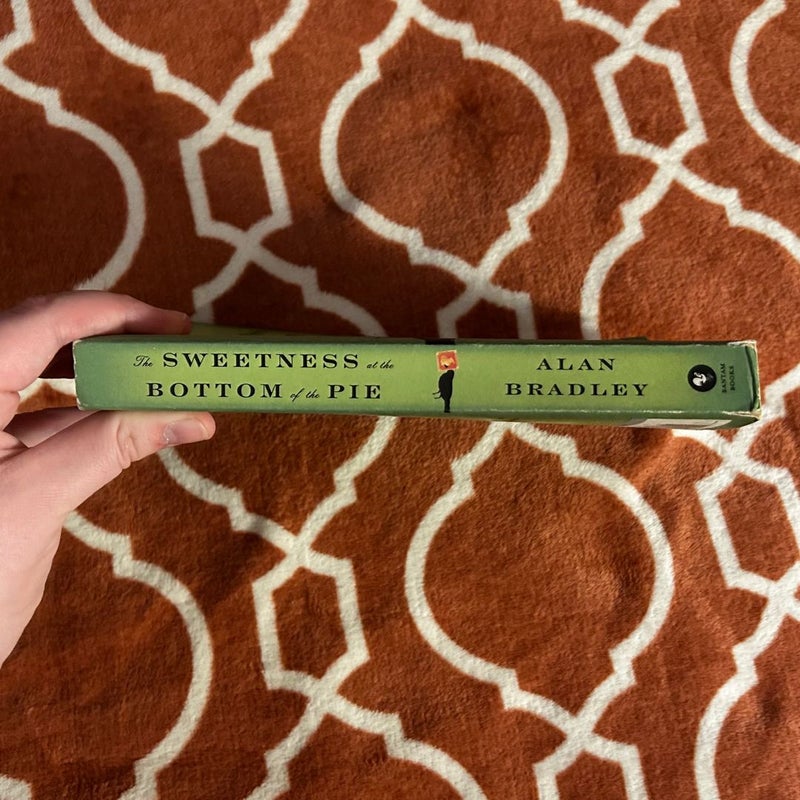 The SWEETNESS at the
BOTTOM of the PIE
ALAN
BRADLEY
BANTAM
BOOKS